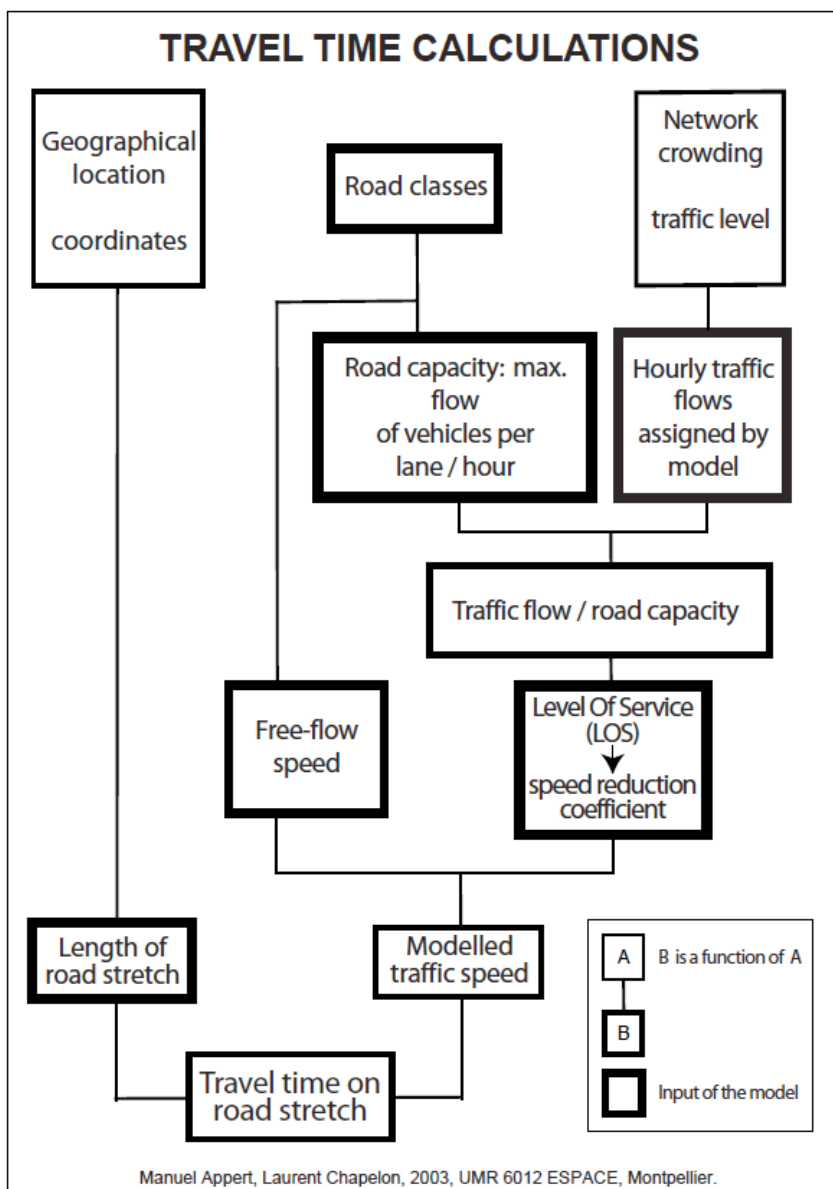 TRAVEL TIME CALCULATIONS
Geographical
location
coordinates
Road classes
Network
crowding
traffic level
Road capacity: max.
flow
of vehicles per
lane / hour
Hourly traffic
flows
assigned by
model
Traffic flow / road capacity
Free-flow
speed
Level Of Service
(LOS)
speed reduction
coefficient
Length of
road stretch
Modelled
traffic speed
A
B is a function of A
B
Input of the model
Travel time on
road stretch
Manuel Appert, Laurent Chapelon, 2003, UMR 6012 ESPACE, Montpellier.